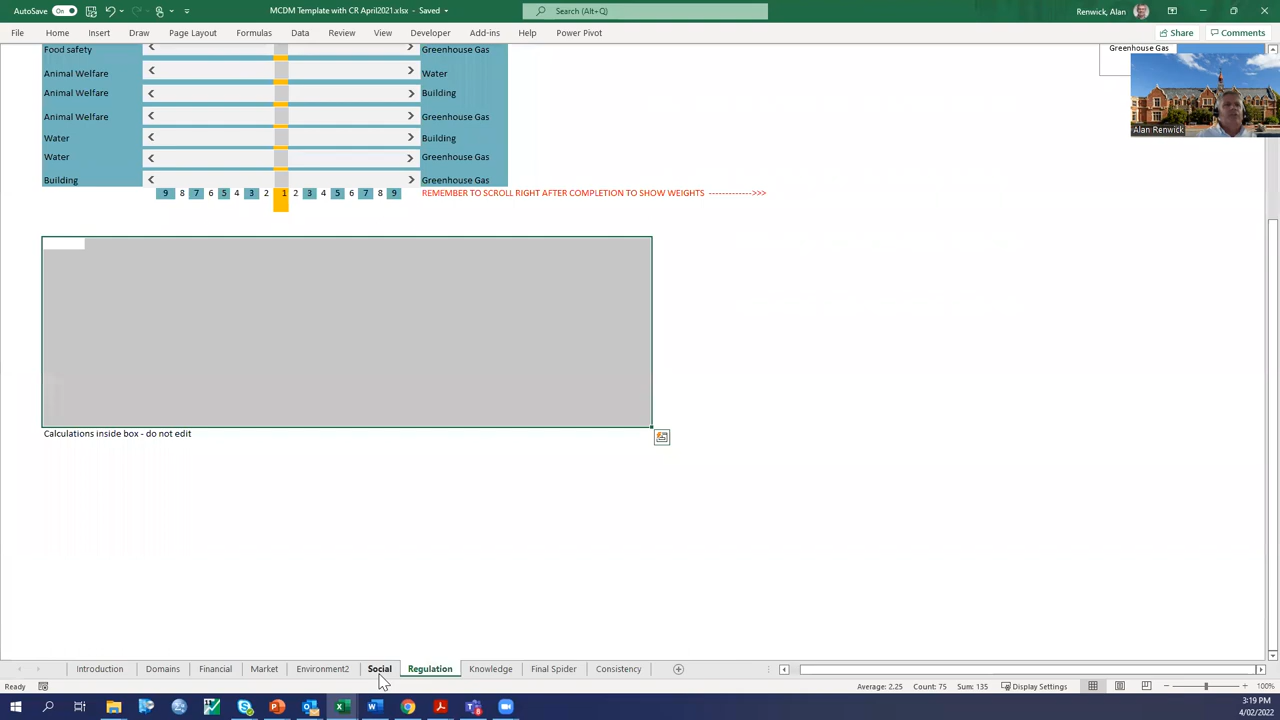 AutoSave On MCDM Template with CR April2021.xlsx - Saved Search (Alt+Q) Renwick, Alan
File Home Insert Draw Page Layout Formulas Data Review View Developer Add-ins Help Power Pivot Share Comments
Food safety Greenhouse Gas Greenhouse Gas
Animal Welfare Water
Animal Welfare Building
Animal Welfare Greenhouse Gas
Alan Renwick
Water Building
Water Greenhouse Gas
Building Greenhouse Gas
9 8 7 6 5 4 3 2 1 2 3 4 5 6 7 8 9 REMEMBER TO SCROLL RIGHT AFTER COMPLETION TO SHOW WEIGHTS ------------->>>
Calculations inside box - do not edit
Introduction Domains Financial Market Environment2 Social Regulation Knowledge Final Spider Consistency
Ready Average: 2.25 Count: 75 Sum: 135 Display Settings 100%
3:19 PM
4/02/2022